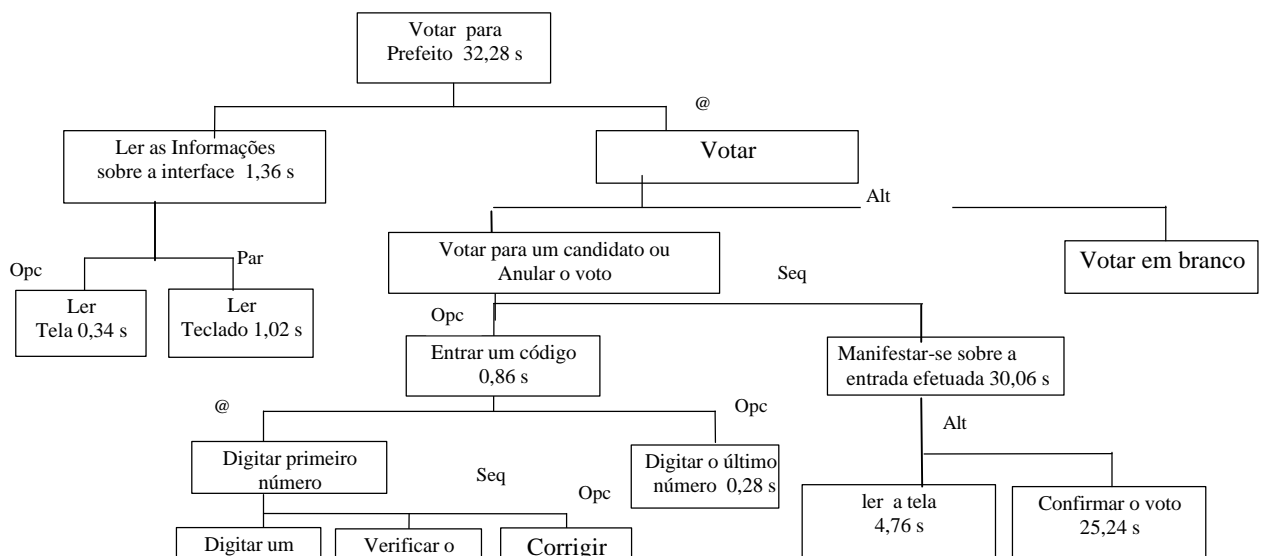 Votar para
Prefeito 32,28 s
@
Ler as Informações
sobre a interface 1,36 s
Votar
Alt
Opc
Par
Ler
Tela 0,34 s
Ler
Teclado 1,02 s
Votar para um candidato ou
Anular o voto
Seq
Votar em branco
Opc
Entrar um código
0,86 s
Manifestar-se sobre a
entrada efetuada 30,06 s
@
Opc
Alt
Digitar primeiro
número
Seq
Opc
Digitar o último
número 0,28 s
ler a tela
4,76 s
Confirmar o voto
25,24 s
Digitar um
Verificar o
Corrigir